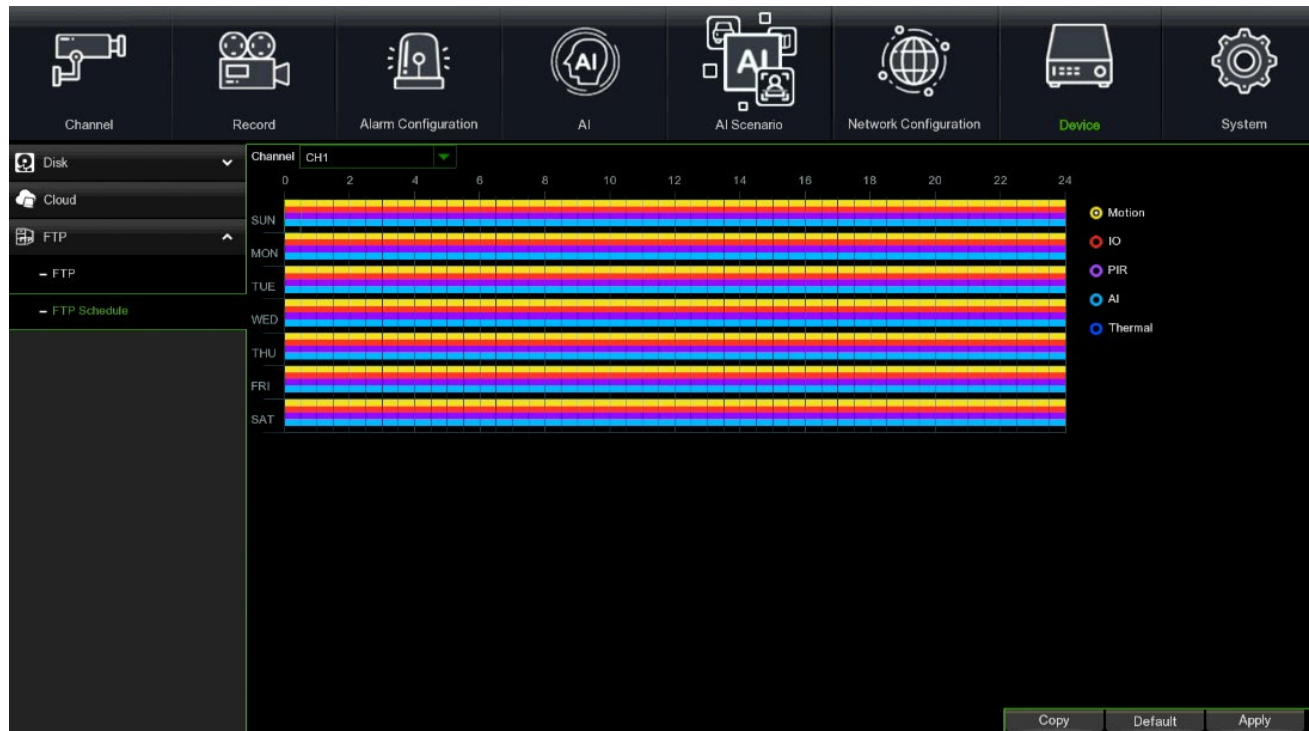 AI
AI
Channel Record Alarm Configuration AI AI Scenario Network Configuration Device System
Disk
Channel CH1
0 2 4 6 8 10 12 14 16 18 20 22 24
Cloud
SUN
Motion
FTP
MON
IO
– FTP
TUE
PIR
– FTP Schedule
WED
AI
THU
Thermal
FRI
SAT
Copy Default Apply